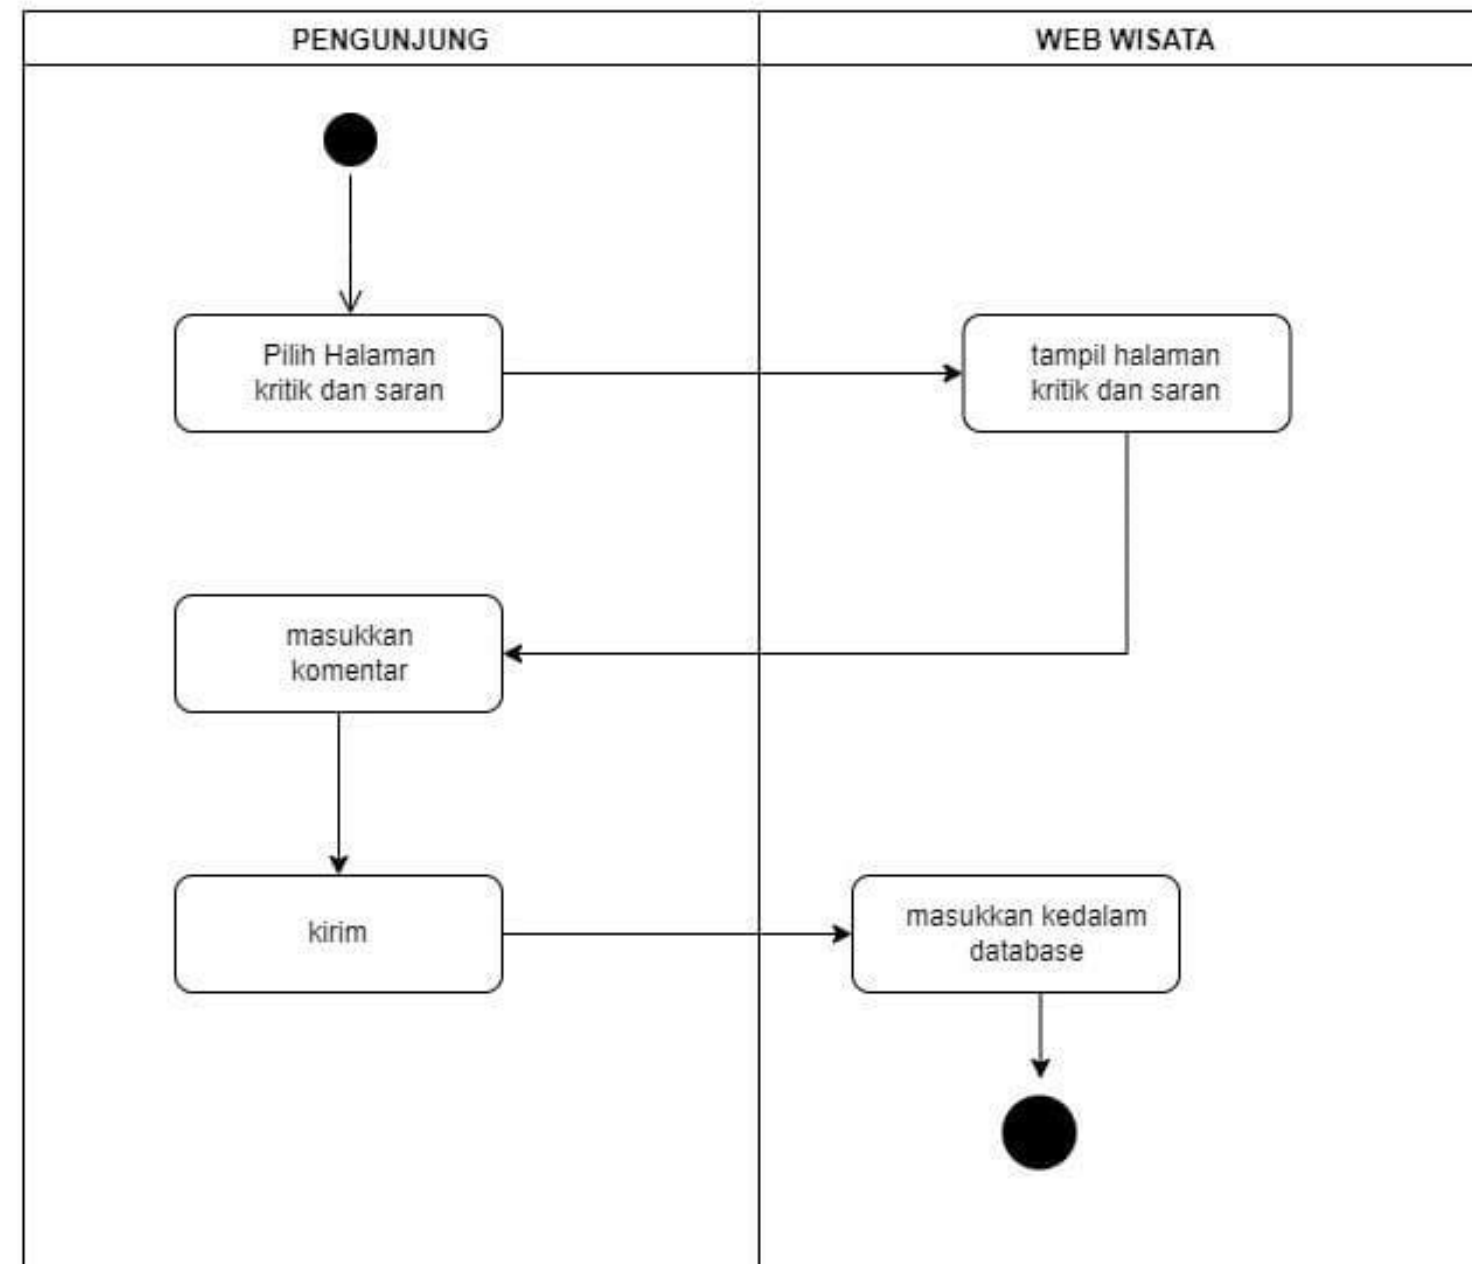 PENGUNJUNG
WEB WISATA
Pilih Halaman
kritik dan saran
tampil halaman
kritik dan saran
masukkan
komentar
kirim
masukkan kedalam
database